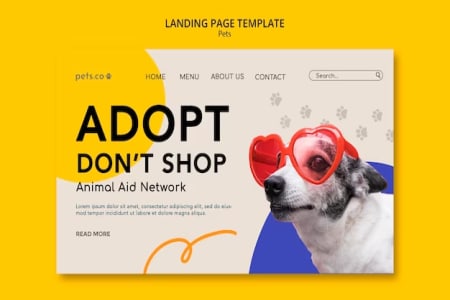 LANDING PAGE TEMPLATE
Pets
pets.co
HOME
MENU
ABOUT US
CONTACT
Search...
ADOPT
DON'T SHOP
Animal Aid Network
Lorem ipsum dolor sit amet, consectetur adipiscing
elit, sed do eiusmod tempor incididunt ut labore et
dolore magna aliqua.
READ MORE